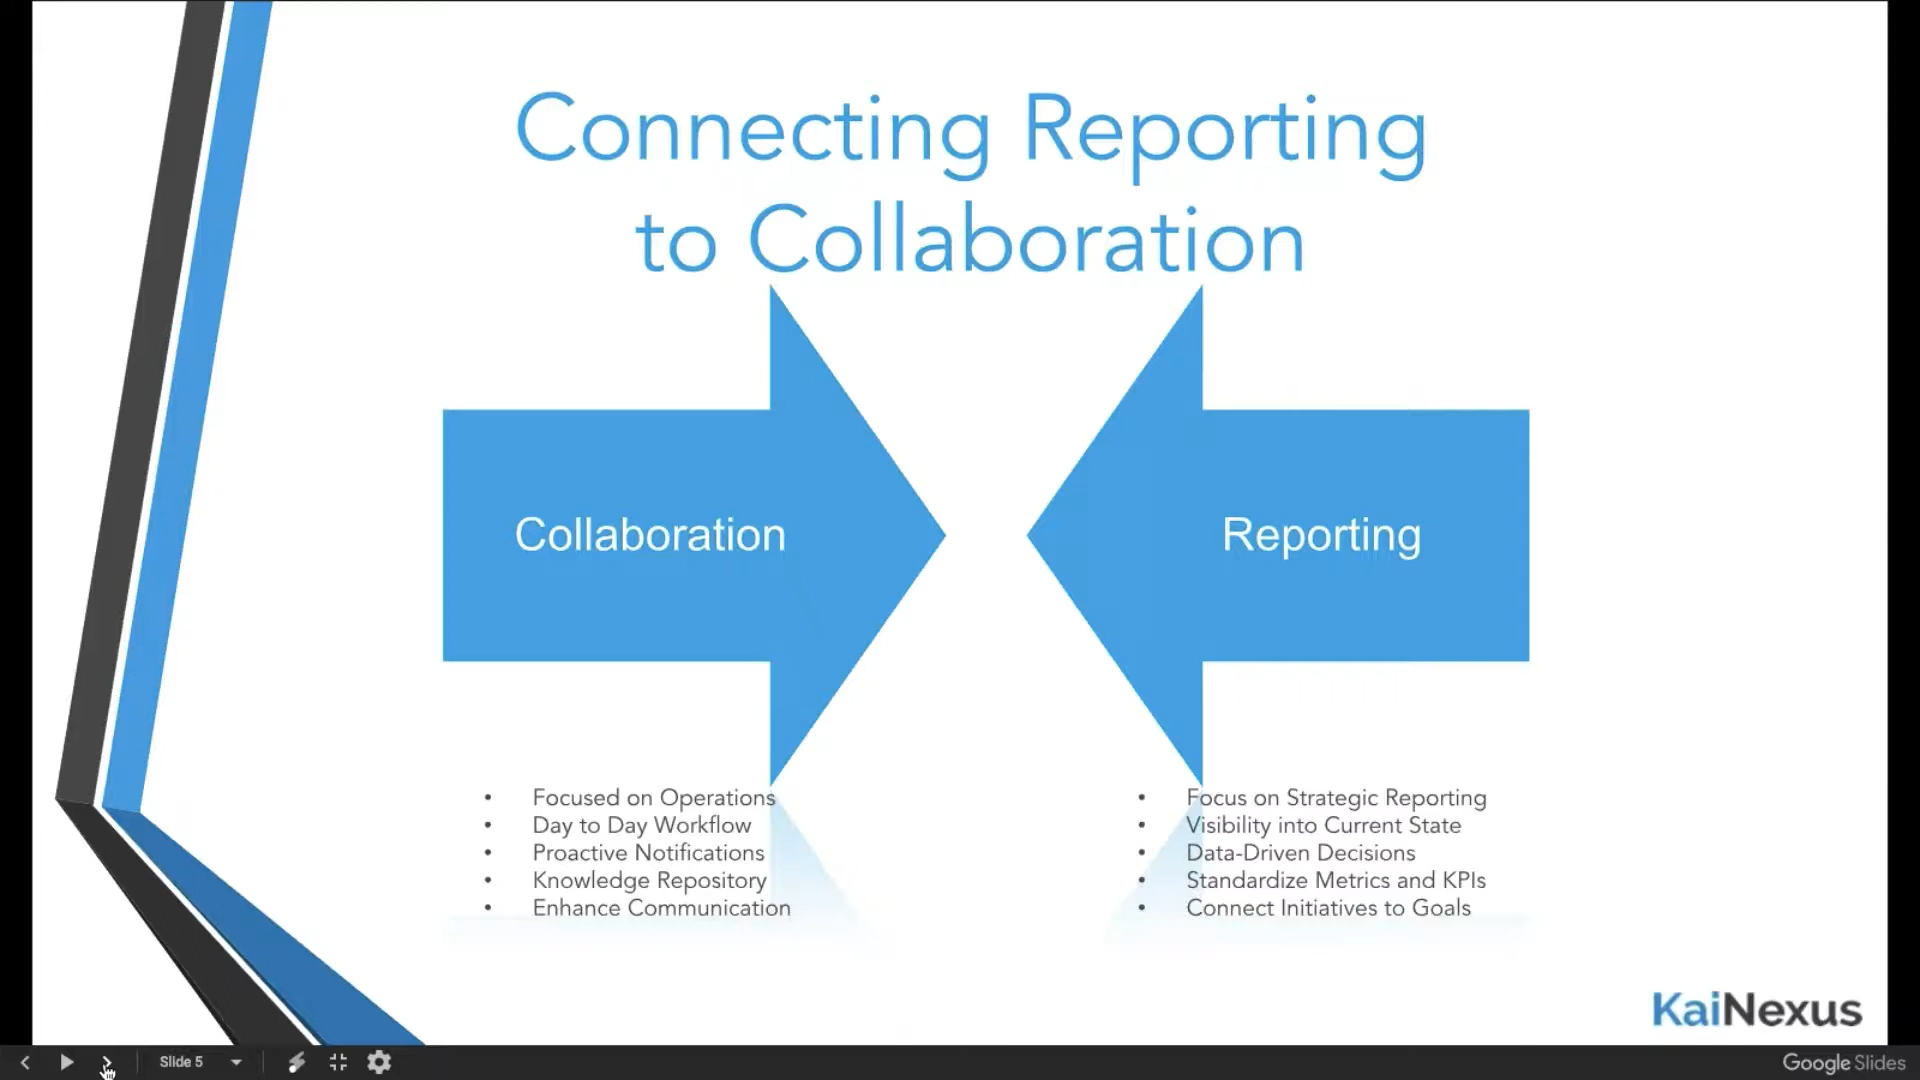 Connecting Reporting
to Collaboration
Collaboration
Reporting
• Focused on Operations
• Day to Day Workflow
• Proactive Notifications
• Knowledge Repository
• Enhance Communication
• Focus on Strategic Reporting
• Visibility into Current State
• Data-Driven Decisions
• Standardize Metrics and KPIs
• Connect Initiatives to Goals
KaiNexus
Slide 5
Google Slides